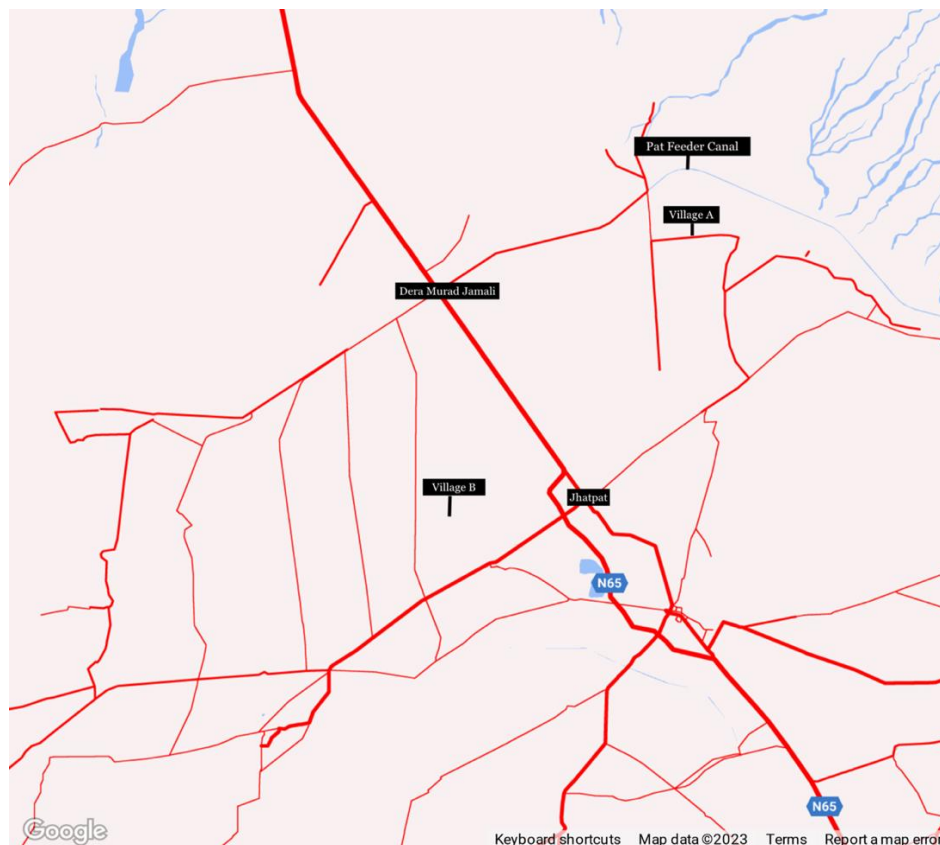 Pat Feeder Canal
Village A
Dera Murad Jamali
Village B
Jhatpat
N65
N65
Google
Keyboard shortcuts Map data ©2023 Terms Report a map error